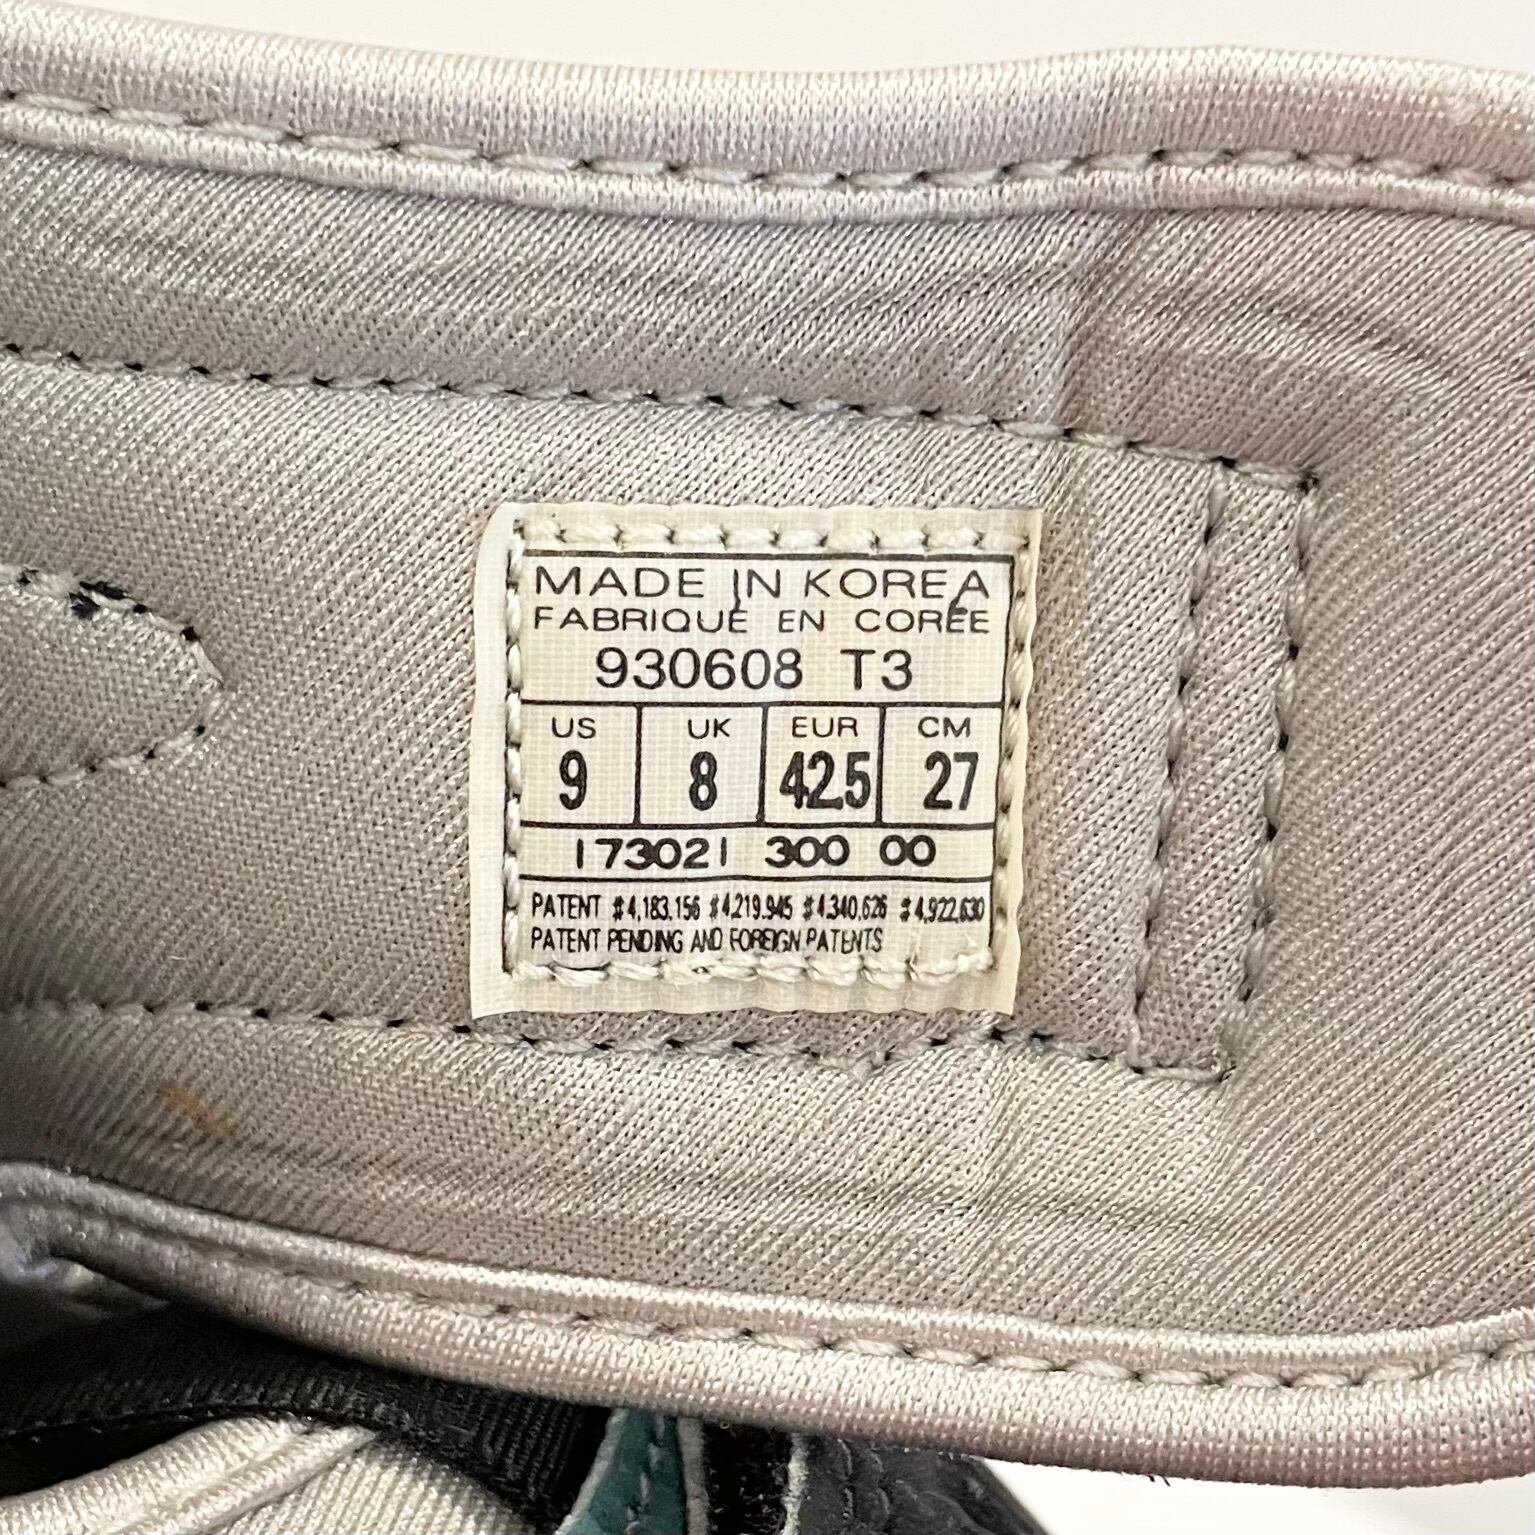 MADE IN KOREA
FABRIQUÉ EN CORÉE
930608 T3
US UK EUR CM
9 8 42.5 27
173021 300 00
PATENT #4,183,156 #4,219,945 #4,340,626 #4,922,630
PATENT PENDING AND FOREIGN PATENTS